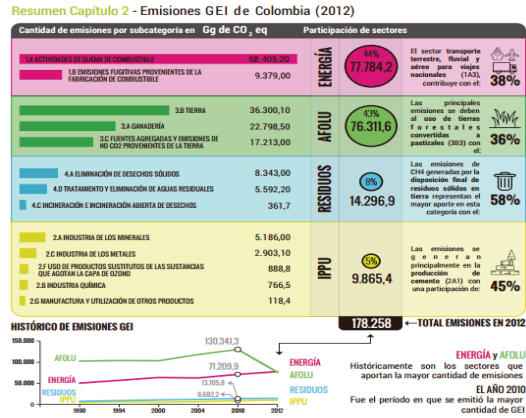 Resumen Capítulo 2 - Emisiones GEI de Colombia (2012)
Cantidad de emisiones por subcategoría en Gg de CO2 eq
Participación de sectores
1.A ACTIVIDADES DE QUEMA DE COMBUSTIBLE 68.405,20
1.B EMISIONES FUGITIVAS PROVENIENTES DE LA
FABRICACIÓN DE COMBUSTIBLE 9.379,00
ENERGÍA
44%
77.784,2
El sector transporte
terrestre, fluvial y
aéreo para viajes
nacionales (1A3),
contribuye con el: 38%
3.B TIERRA 36.300,10
3.A GANADERÍA 22.798,50
3.C FUENTES AGREGADAS Y EMISIONES DE
NO CO2 PROVENIENTES DE LA TIERRA 17.213,00
AFOLU
43%
76.311,6
Las principales
emisiones se deben
al uso de tierras
forestales
convertidas a
pastizales (3B3) con
el: 36%
4.A ELIMINACIÓN DE DESECHOS SÓLIDOS 8.343,00
4.D TRATAMIENTO Y ELIMINACIÓN DE AGUAS RESIDUALES 5.592,20
4.C INCINERACIÓN E INCINERACIÓN ABIERTA DE DESECHOS 361,7
RESIDUOS
8%
14.296,9
Las emisiones de
CH4 generadas por la
disposición final de
residuos sólidos en
tierra representan el
mayor aporte en esta
categoría con el: 58%
2.A INDUSTRIA DE LOS MINERALES 5.186,00
2.C INDUSTRIA DE LOS METALES 2.903,10
2.F USO DE PRODUCTOS SUSTITUTOS DE LAS SUSTANCIAS
QUE AGOTAN LA CAPA DE OZONO 888,8
2.B INDUSTRIA QUÍMICA 766,5
2.G MANUFACTURA Y UTILIZACIÓN DE OTROS PRODUCTOS 118,4
IPPU
5%
9.865,4
Las emisiones se
generan
principalmente en la
producción de
cemento (2A1) con
una participación de: 45%
HISTÓRICO DE EMISIONES GEI
178.258 TOTAL EMISIONES EN 2012
150.000
100.000
50.000
0
AFOLU
ENERGÍA
RESIDUOS
IPPU
130.341,3
71.209,9
13.705,8
8.692,2
ENERGÍA
AFOLU
RESIDUOS
IPPU
1990 1994 2000 2004 2008 2012
ENERGÍA y AFOLU
Históricamente son los sectores que
aportan la mayor cantidad de emisiones
EL AÑO 2010
Fue el período en que se emitió la mayor
cantidad de GEI